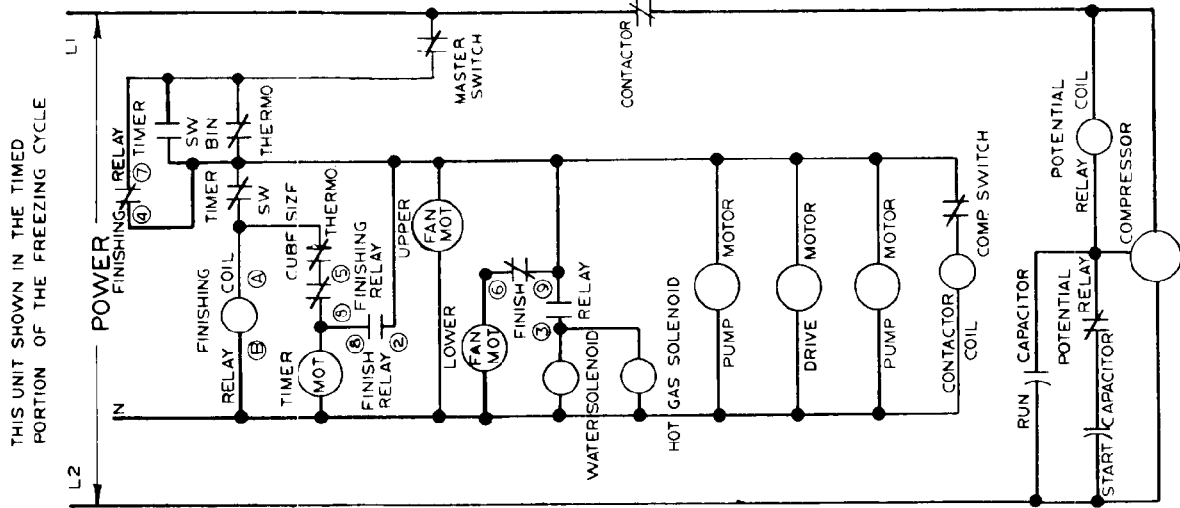 THIS UNIT SHOWN IN THE TIMED
PORTION OF THE FREEZING CYCLE
L1
POWER
L2
N
MASTER
SWITCH
CONTACTOR
FINISHING RELAY
4 7
TIMER
SW
BIN
THERMO
TIMER
SW
FINISHING
RELAY COIL
B A
CUBE SIZE
THERMO.
5 5
FINISHING
RELAY
TIMER
MOT
8
FINISH
RELAY 2
UPPER
FAN
MOT
LOWER
FAN
MOT
6
FINISH
9
3
RELAY
WATER SOLENOID
HOT GAS SOLENOID
PUMP MOTOR
DRIVE MOTOR
PUMP MOTOR
CONTACTOR
COIL
COMP. SWITCH
RUN CAPACITOR
POTENTIAL
RELAY
START CAPACITOR
POTENTIAL
RELAY COIL
COMPRESSOR